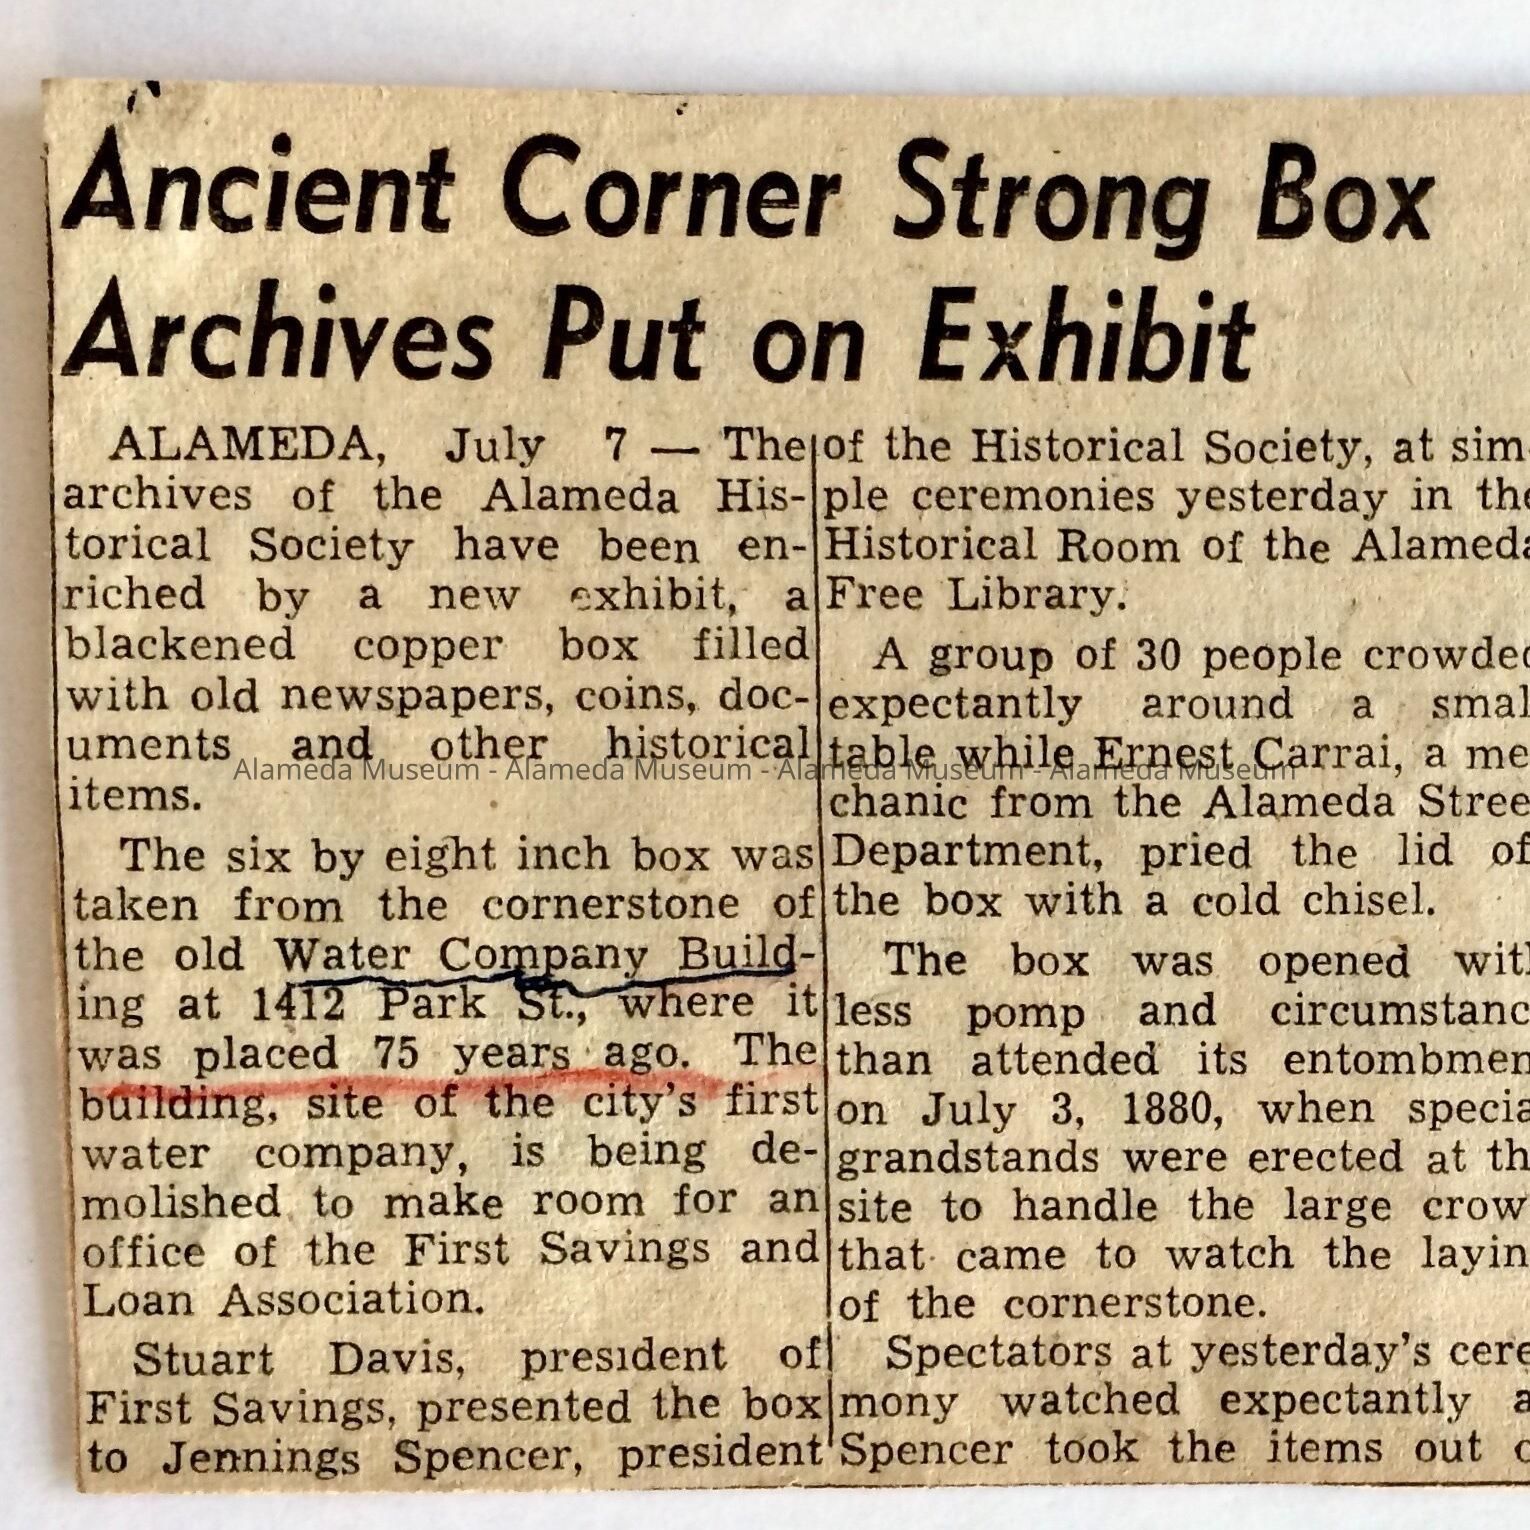 Ancient Corner Strong Box
Archives Put on Exhibit
ALAMEDA, July 7 — The
archives of the Alameda His-
torical Society have been en-
riched by a new exhibit, a
blackened copper box filled
with old newspapers, coins, doc-
uments and other historical
items.
The six by eight inch box was
taken from the cornerstone of
the old Water Company Build-
ing at 1412 Park St., where it
was placed 75 years ago. The
building, site of the city's first
water company, is being de-
molished to make room for an
office of the First Savings and
Loan Association.
Stuart Davis, president of
First Savings, presented the box
to Jennings Spencer, president
of the Historical Society, at sim-
ple ceremonies yesterday in the
Historical Room of the Alameda
Free Library.
A group of 30 people crowded
expectantly around a smal
table while Ernest Carrai, a me
chanic from the Alameda Stree
Department, pried the lid of
the box with a cold chisel.
The box was opened with
less pomp and circumstanc
than attended its entombmen
on July 3, 1880, when specia
grandstands were erected at th
site to handle the large crow
that came to watch the layin
of the cornerstone.
Spectators at yesterday's cere
mony watched expectantly a
Spencer took the items out o
Alameda Museum - Alameda Museum - Alameda Museum - Alameda Museum